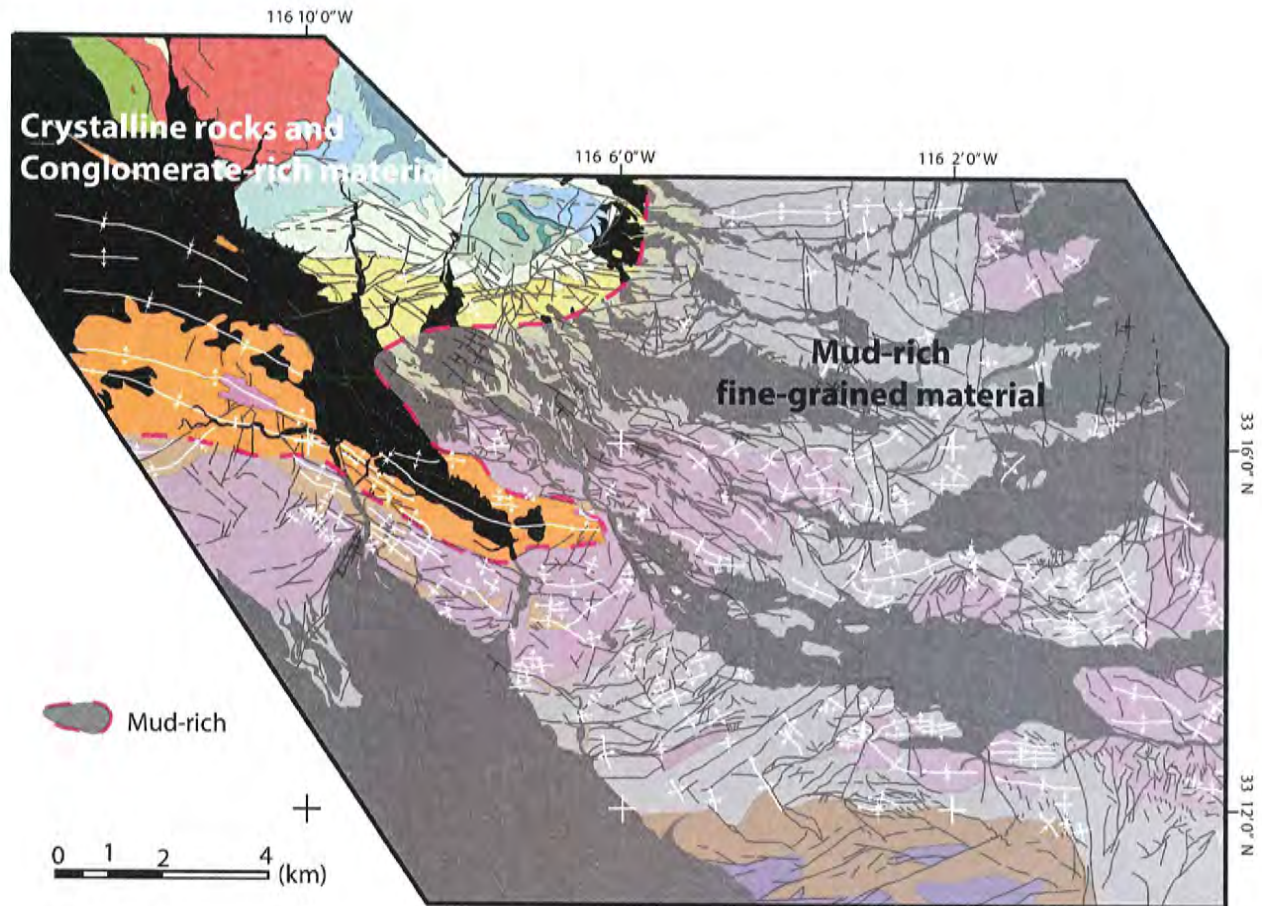 116 10'0"W
Crystalline rocks and
Conglomerate-rich material
116 6'0"W
116 2'0"W
Mud-rich
fine-grained material
33 16'0" N
Mud-rich
33 12'0" N
0 1 2 4 (km)